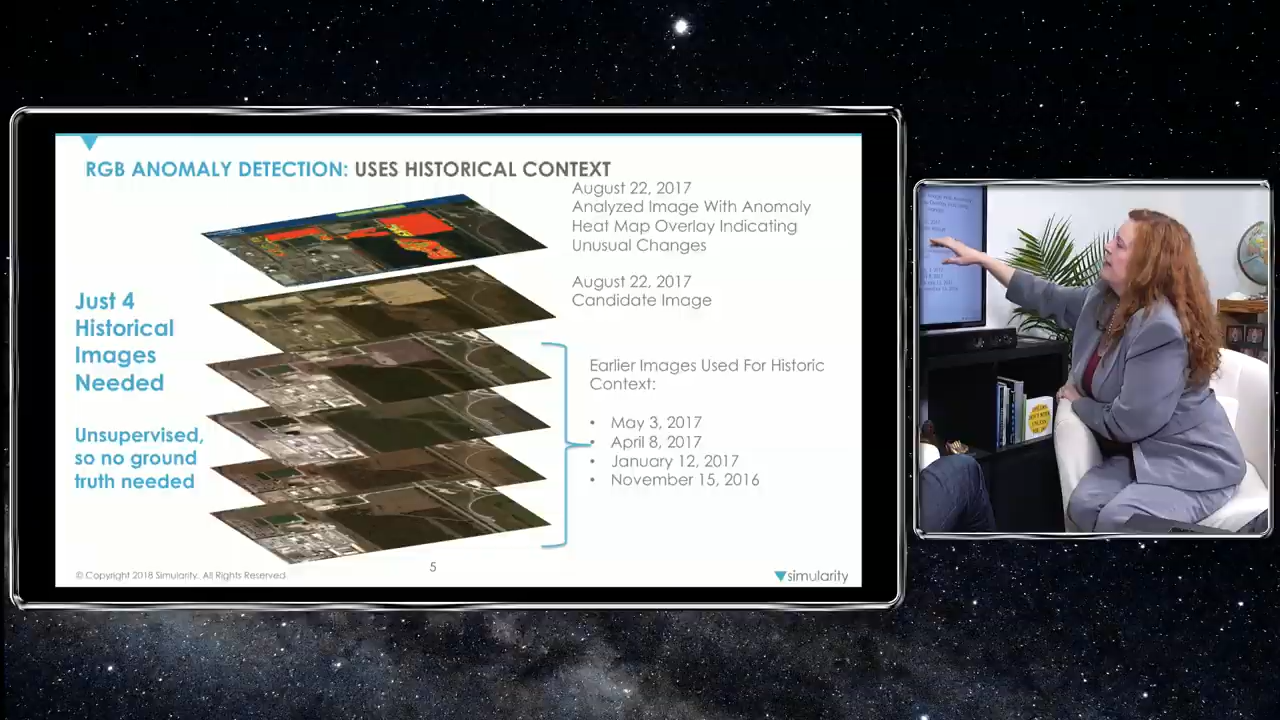 RGB ANOMALY DETECTION: USES HISTORICAL CONTEXT
August 22, 2017
Analyzed Image With Anomaly
Heat Map Overlay Indicating
Unusual Changes
August 22, 2017
Candidate Image
Just 4
Historical
Images
Needed
Unsupervised,
so no ground
truth needed
Earlier Images Used For Historic
Context:
• May 3, 2017
• April 8, 2017
• January 12, 2017
• November 15, 2016
© Copyright 2018 Simularity. All Rights Reserved
5
simularity